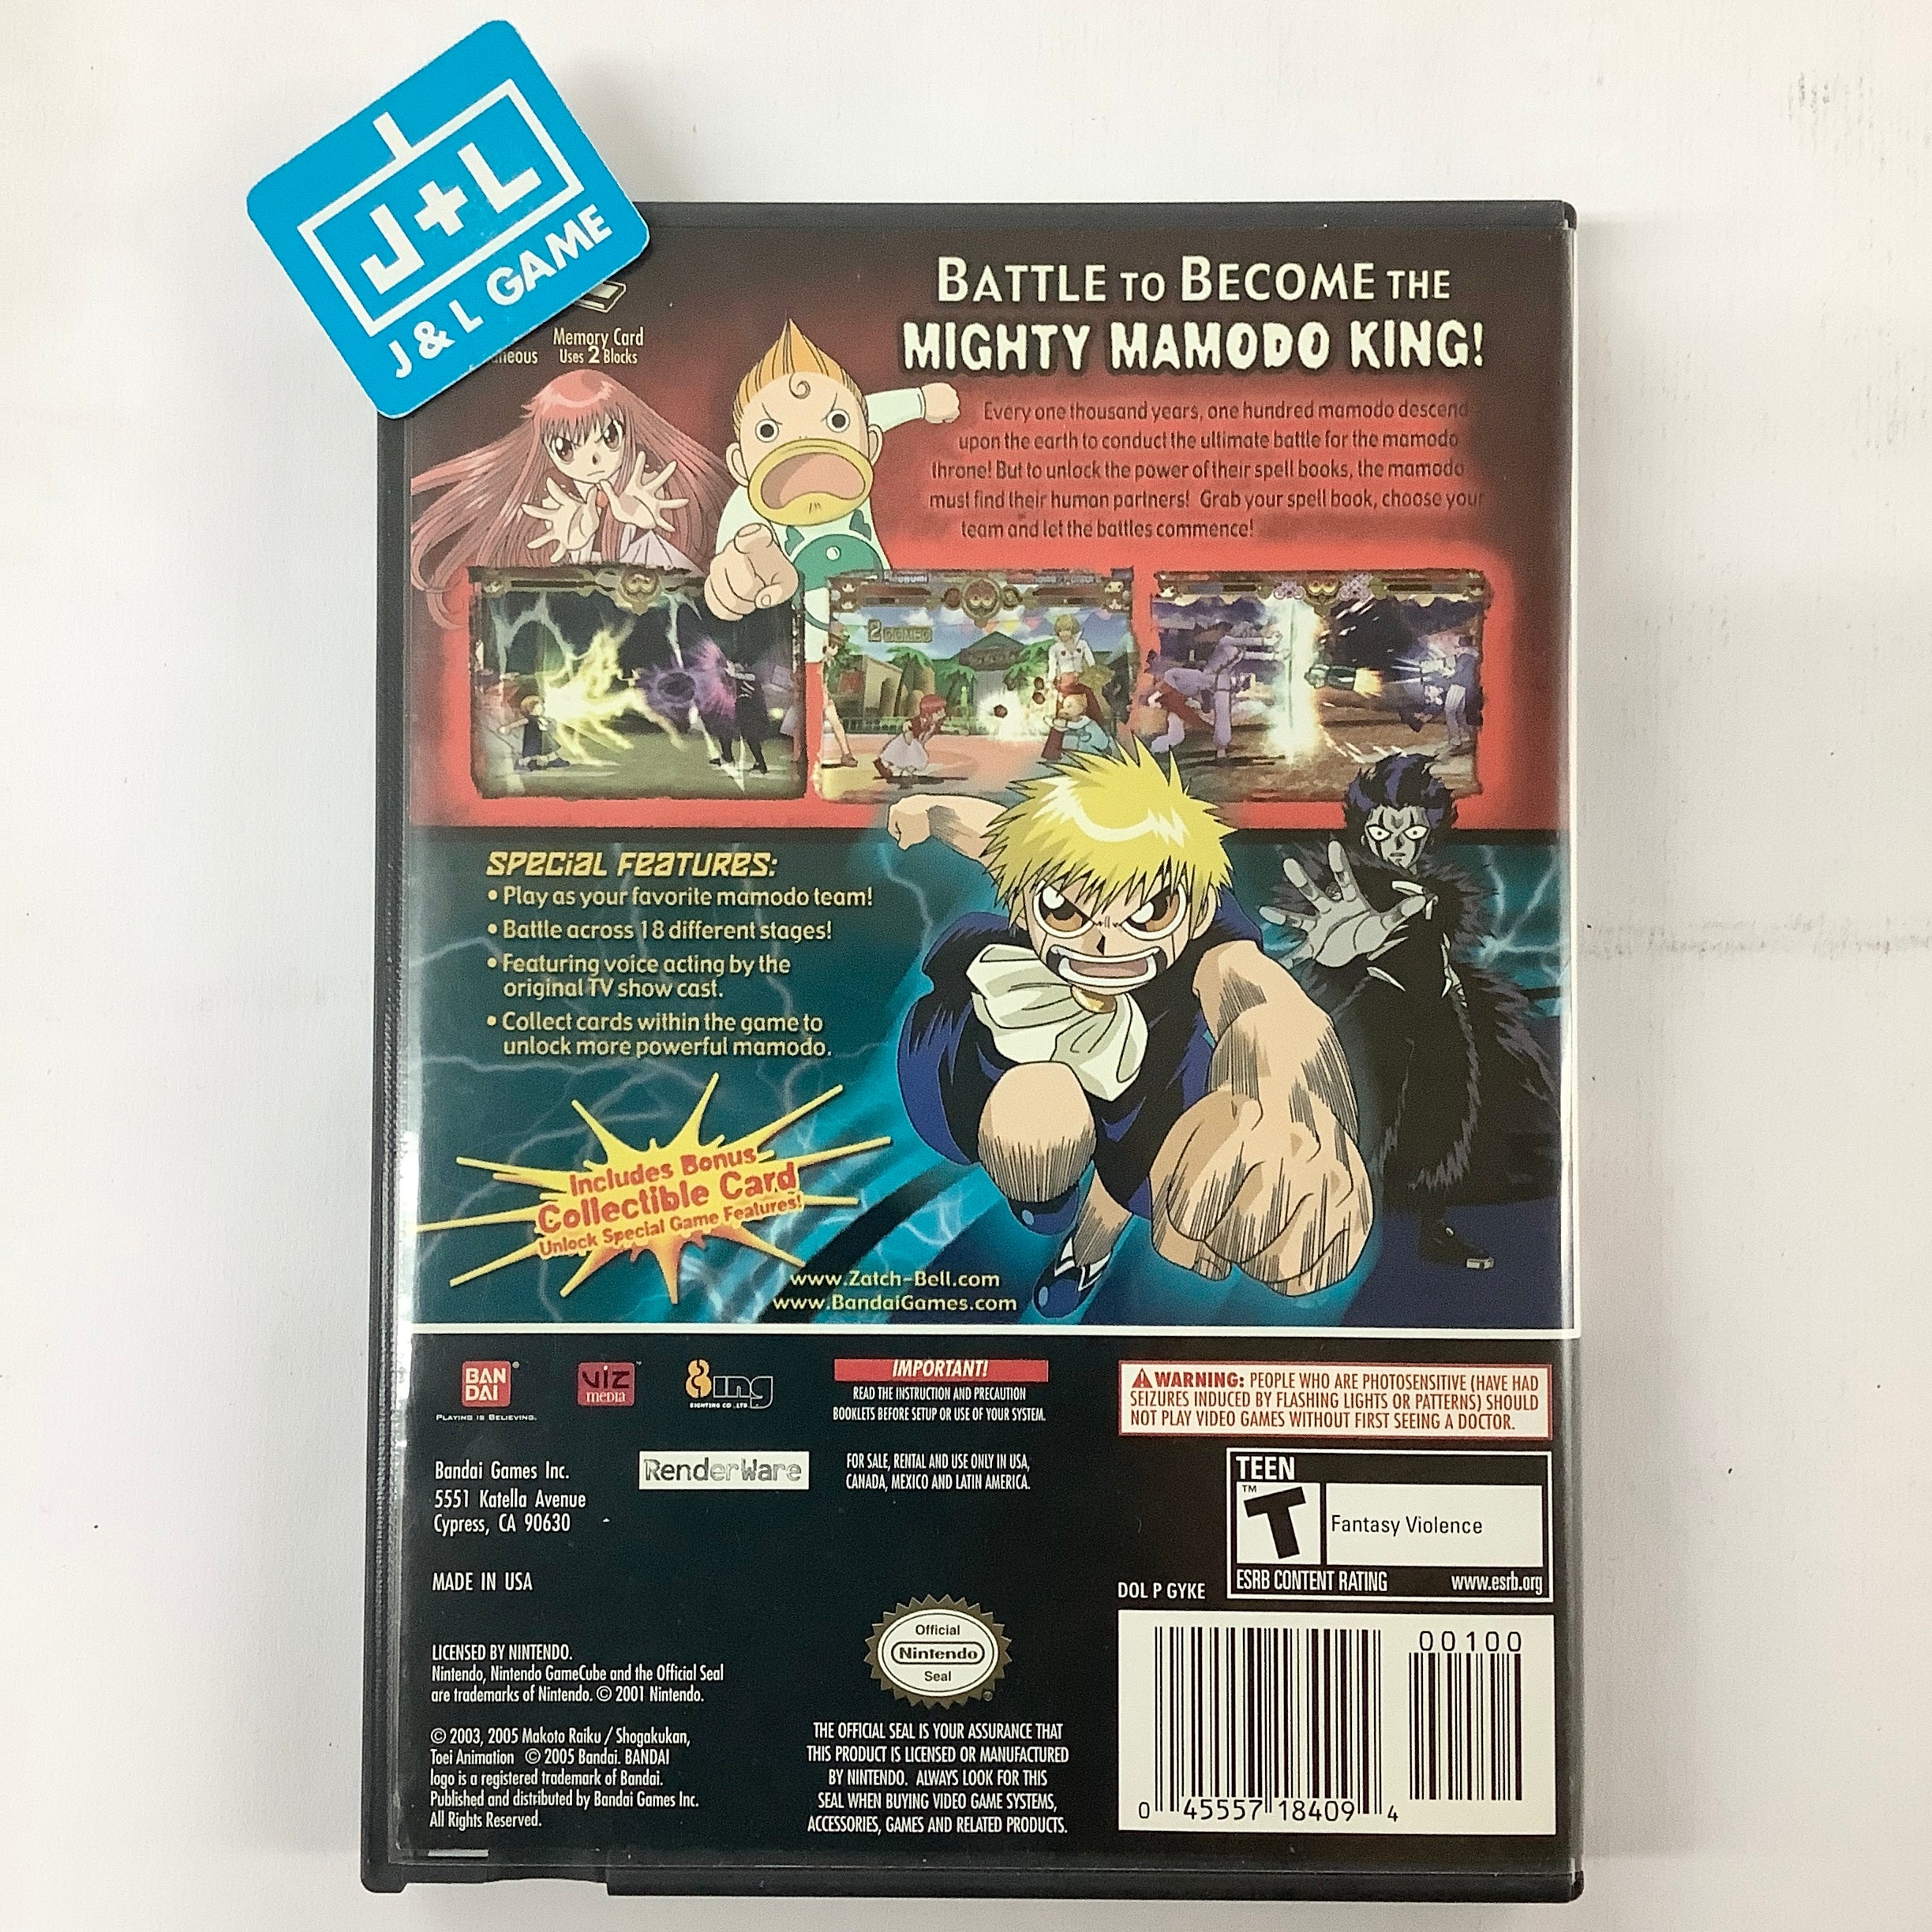 J+L
J & L GAME
Memory Card
Uses 2 Blocks
BATTLE TO BECOME THE
MIGHTY MAMODO KING!
Every one thousand years, one hundred mamodo descend
upon the earth to conduct the ultimate battle for the mamodo
throne! But to unlock the power of their spell books, the mamodo
must find their human partners! Grab your spell book, choose your
team and let the battles commence!
2 COMBO
SPECIAL FEATURES:
• Play as your favorite mamodo team!
• Battle across 18 different stages!
• Featuring voice acting by the
original TV show cast.
• Collect cards within the game to
unlock more powerful mamodo.
Includes Bonus
Collectible Card
Unlock Special Game Features!
www.Zatch-Bell.com
www.BandaiGames.com
BAN
DAI
PLAYING IS BELIEVING.
VIZ
media
8ing
EIGHTING CO.,LTD.
IMPORTANT!
READ THE INSTRUCTION AND PRECAUTION
BOOKLETS BEFORE SETUP OR USE OF YOUR SYSTEM.
WARNING: PEOPLE WHO ARE PHOTOSENSITIVE (HAVE HAD
SEIZURES INDUCED BY FLASHING LIGHTS OR PATTERNS) SHOULD
NOT PLAY VIDEO GAMES WITHOUT FIRST SEEING A DOCTOR.
Bandai Games Inc.
5551 Katella Avenue
Cypress, CA 90630
RenderWare
FOR SALE, RENTAL AND USE ONLY IN USA,
CANADA, MEXICO AND LATIN AMERICA.
TEEN
T
TM
Fantasy Violence
ESRB CONTENT RATING www.esrb.org
MADE IN USA
DOL P GYKE
LICENSED BY NINTENDO.
Nintendo, Nintendo GameCube and the Official Seal
are trademarks of Nintendo. © 2001 Nintendo.
Official
Nintendo
Seal
© 2003, 2005 Makoto Raiku / Shogakukan,
Toei Animation © 2005 Bandai. BANDAI
logo is a registered trademark of Bandai.
Published and distributed by Bandai Games Inc.
All Rights Reserved.
THE OFFICIAL SEAL IS YOUR ASSURANCE THAT
THIS PRODUCT IS LICENSED OR MANUFACTURED
BY NINTENDO. ALWAYS LOOK FOR THIS
SEAL WHEN BUYING VIDEO GAME SYSTEMS,
ACCESSORIES, GAMES AND RELATED PRODUCTS.
00100
0 45557 18409 4